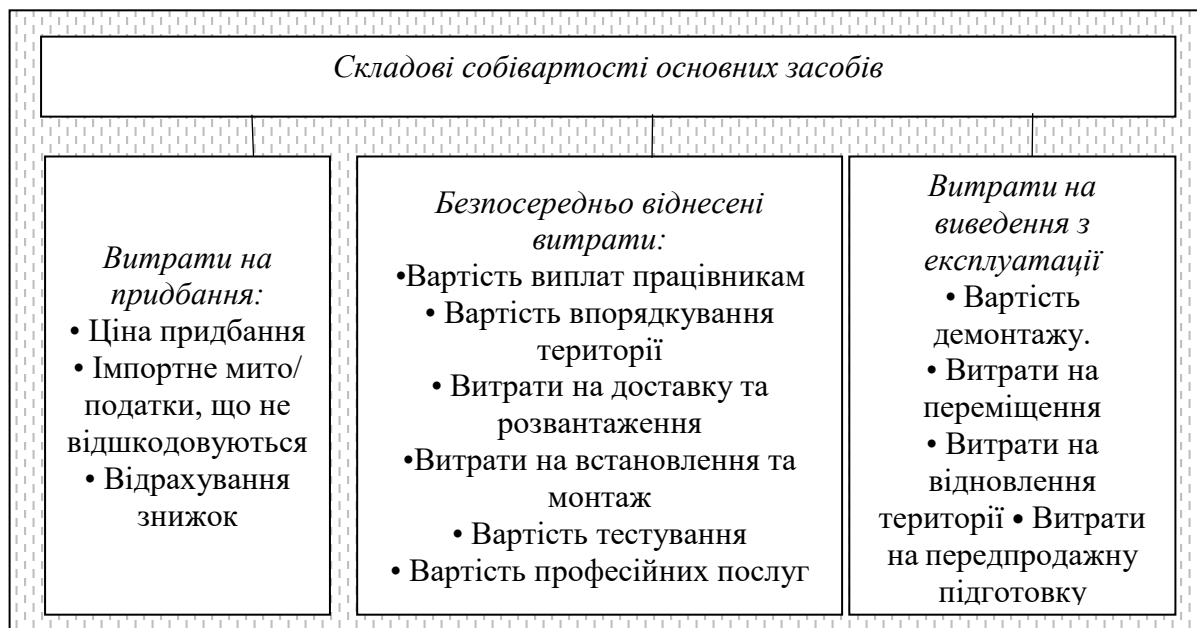 Складові собівартості основних засобів
Витрати на
придбання:
• Ціна придбання
• Імпортне мито/
податки, що не
відшкодовуються
• Відрахування
знижок
Безпосередньо віднесені
витрати:
•Вартість виплат працівникам
• Вартість впорядкування
території
• Витрати на доставку та
розвантаження
•Витрати на встановлення та
монтаж
• Вартість тестування
• Вартість професійних послуг
Витрати на
виведення з
експлуатації
• Вартість
демонтажу.
• Витрати на
переміщення
• Витрати на
відновлення
території • Витрати
на передпродажну
підготовку